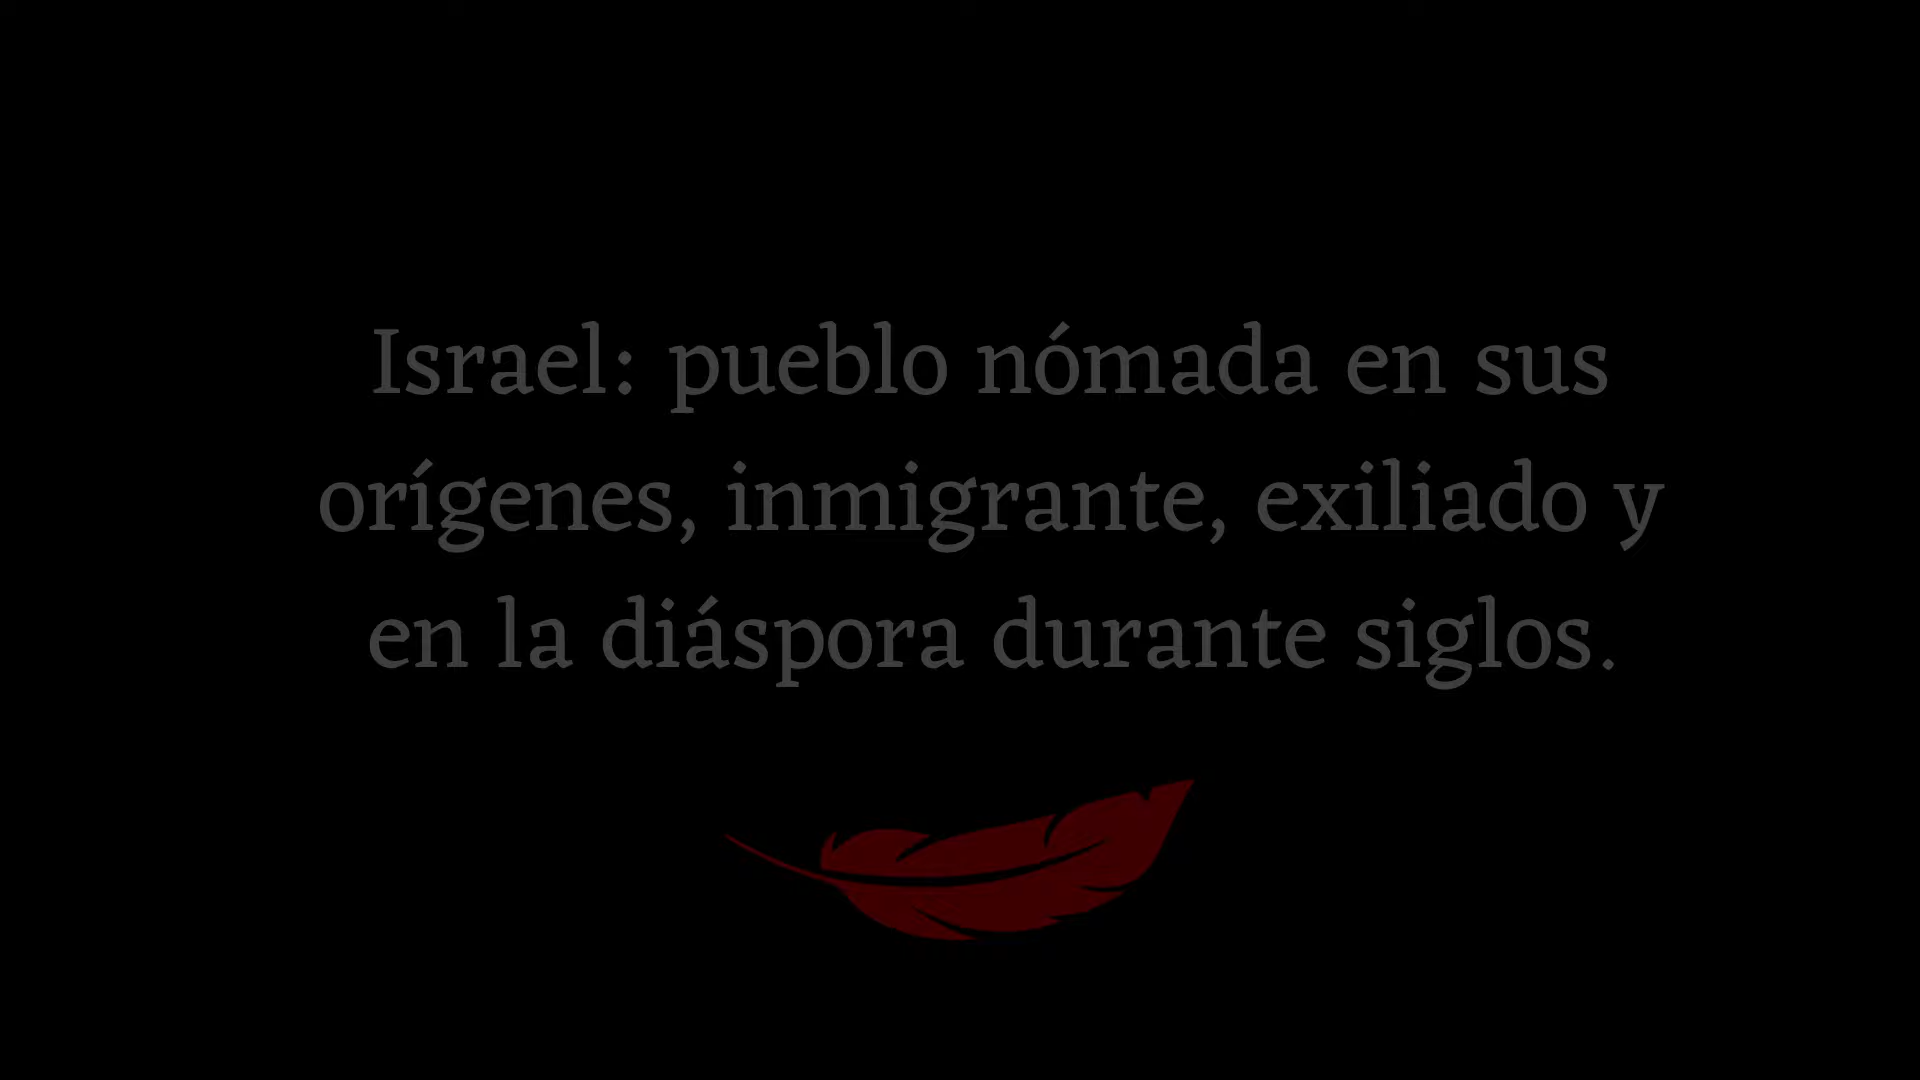 Israel: pueblo nómada en sus
orígenes, inmigrante, exiliado y
en la diáspora durante siglos.